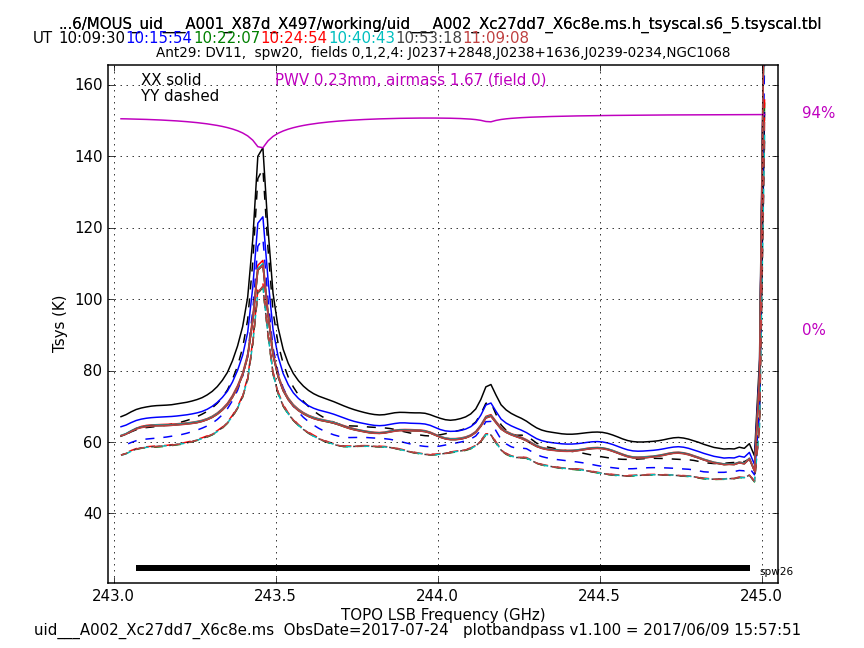 ...6/MOUS_uid___A001_X87d_X497/working/uid___A002_Xc27dd7_X6c8e.ms.h_tsyscal.s6_5.tsyscal.tbl
UT 10:09:30 10:15:54 10:22:07 10:24:54 10:40:43 10:53:18 11:09:08
Ant29: DV11, spw20, fields 0,1,2,4: J0237+2848,J0238+1636,J0239-0234,NGC1068
XX solid
PWV 0.23mm, airmass 1.67 (field 0)
YY dashed
94%
0%
160
140
120
100
80
60
40
Tsys (K)
spw26
243.0 243.5 244.0 244.5 245.0
TOPO LSB Frequency (GHz)
uid___A002_Xc27dd7_X6c8e.ms ObsDate=2017-07-24 plotbandpass v1.100 = 2017/06/09 15:57:51